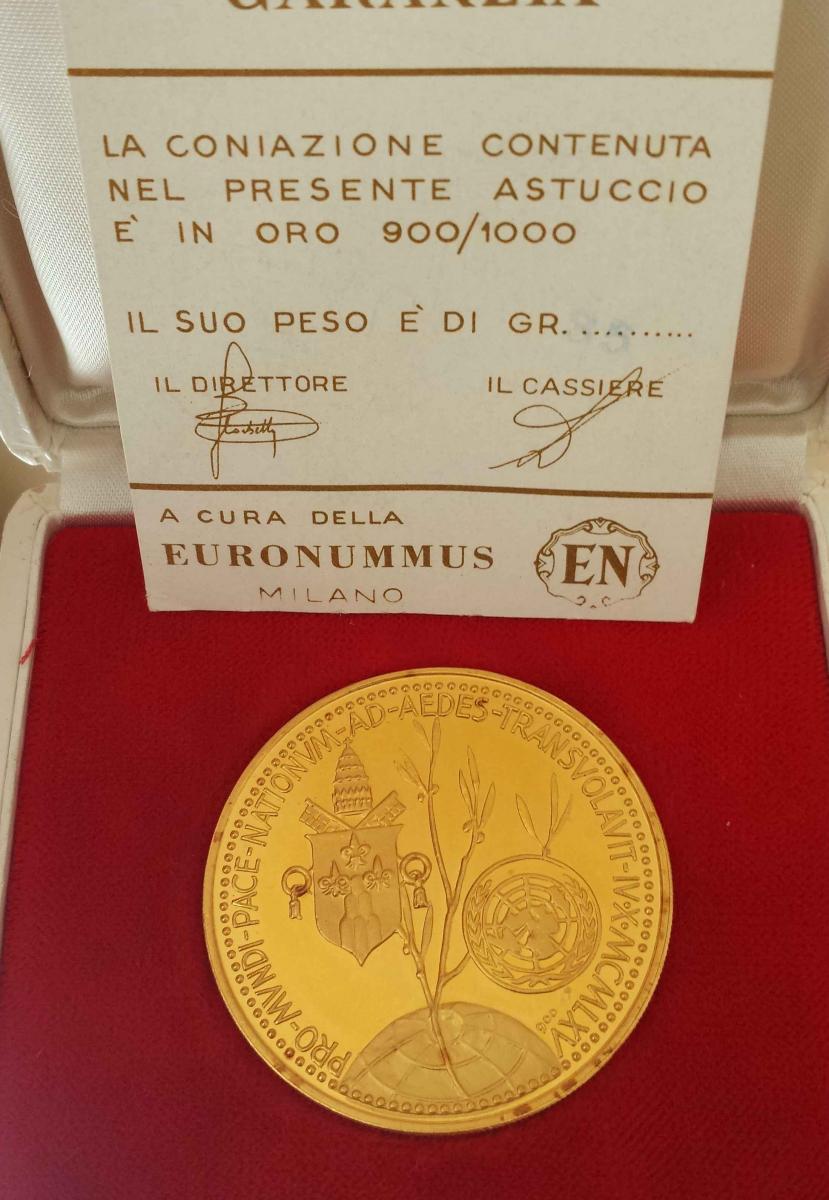 GARANZIA
LA CONIAZIONE CONTENUTA
NEL PRESENTE ASTUCCIO
E' IN ORO 900/1000
IL SUO PESO E' DI GR...........
IL DIRETTORE
IL CASSIERE
A CURA DELLA
EURONUMMUS
MILANO
EN
PRO-MVNDI-PACE-NATIONVM-AD-AEDES-TRANSVOLAVIT-IV·X·MCMLXV
900